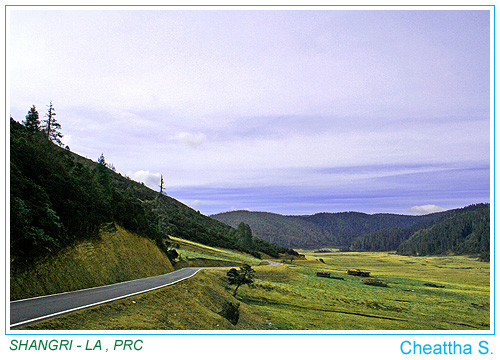 SHANGRI - LA , PRC
Cheattha S.